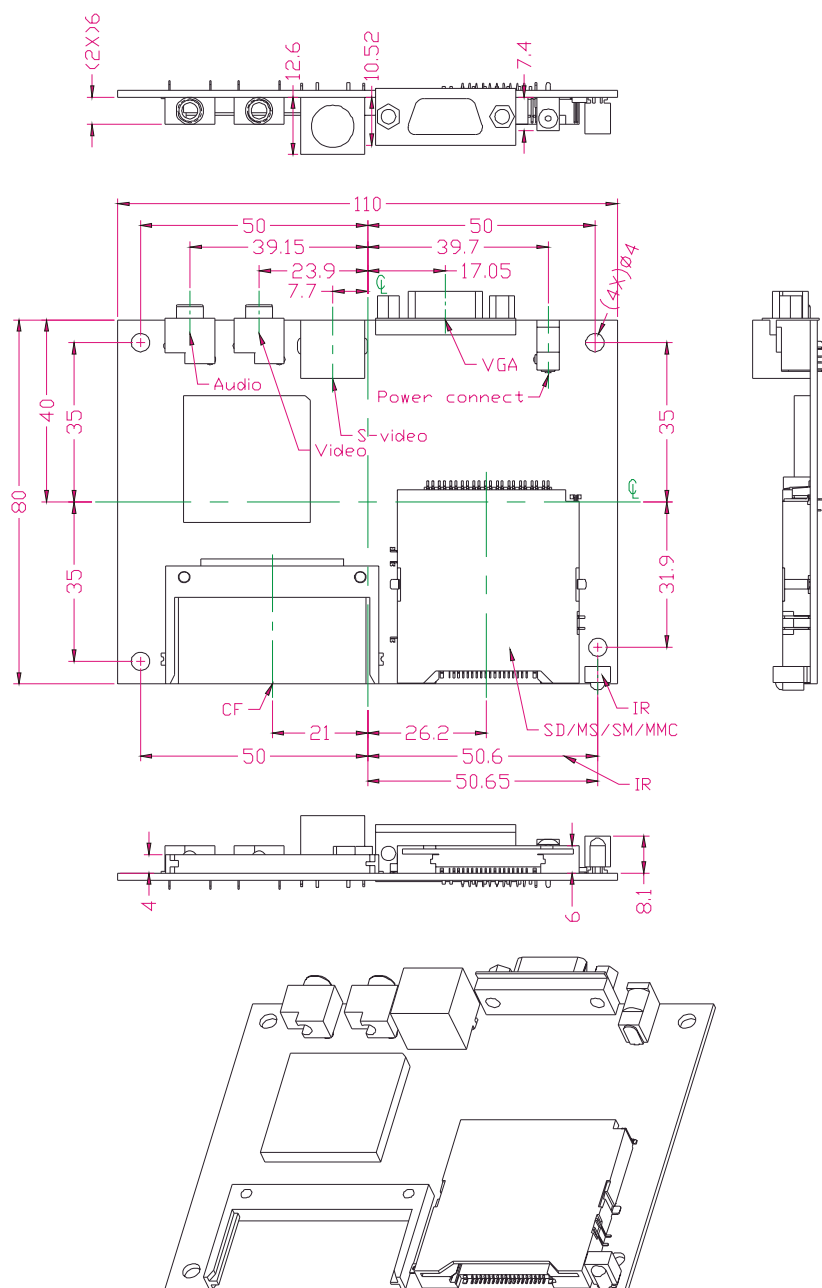 (2X)6
12.6
10.52
7.4
110
50
50
39.15
39.7
23.9
17.05
7.7
℄
(4X)Ø4
VGA
Audio
Power connect
S-video
Video
40
35
35
80
℄
35
31.9
CF
21
26.2
IR
SD/MS/SM/MMC
50
50.6
50.65
IR
4
6
8.1